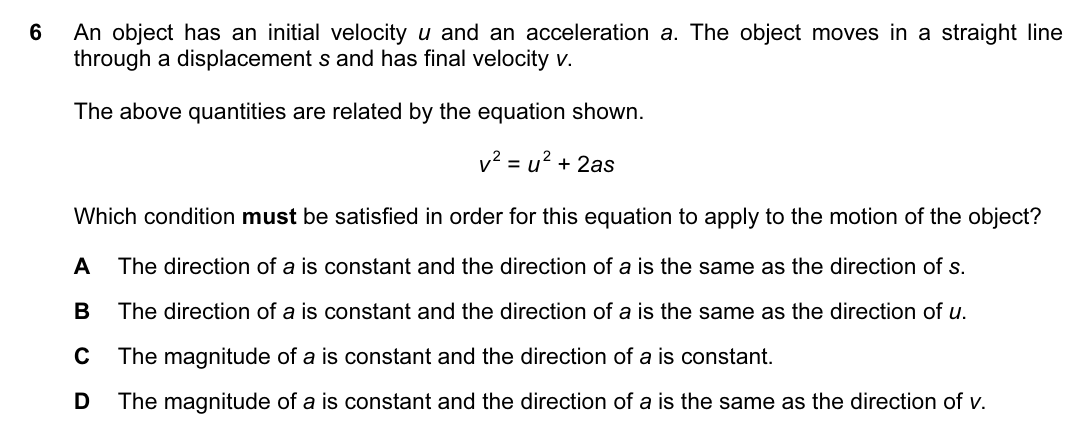 6 An object has an initial velocity u and an acceleration a. The object moves in a straight line
through a displacement s and has final velocity v.
The above quantities are related by the equation shown.
v² = u² + 2as
Which condition must be satisfied in order for this equation to apply to the motion of the object?
A The direction of a is constant and the direction of a is the same as the direction of s.
B The direction of a is constant and the direction of a is the same as the direction of u.
C The magnitude of a is constant and the direction of a is constant.
D The magnitude of a is constant and the direction of a is the same as the direction of v.